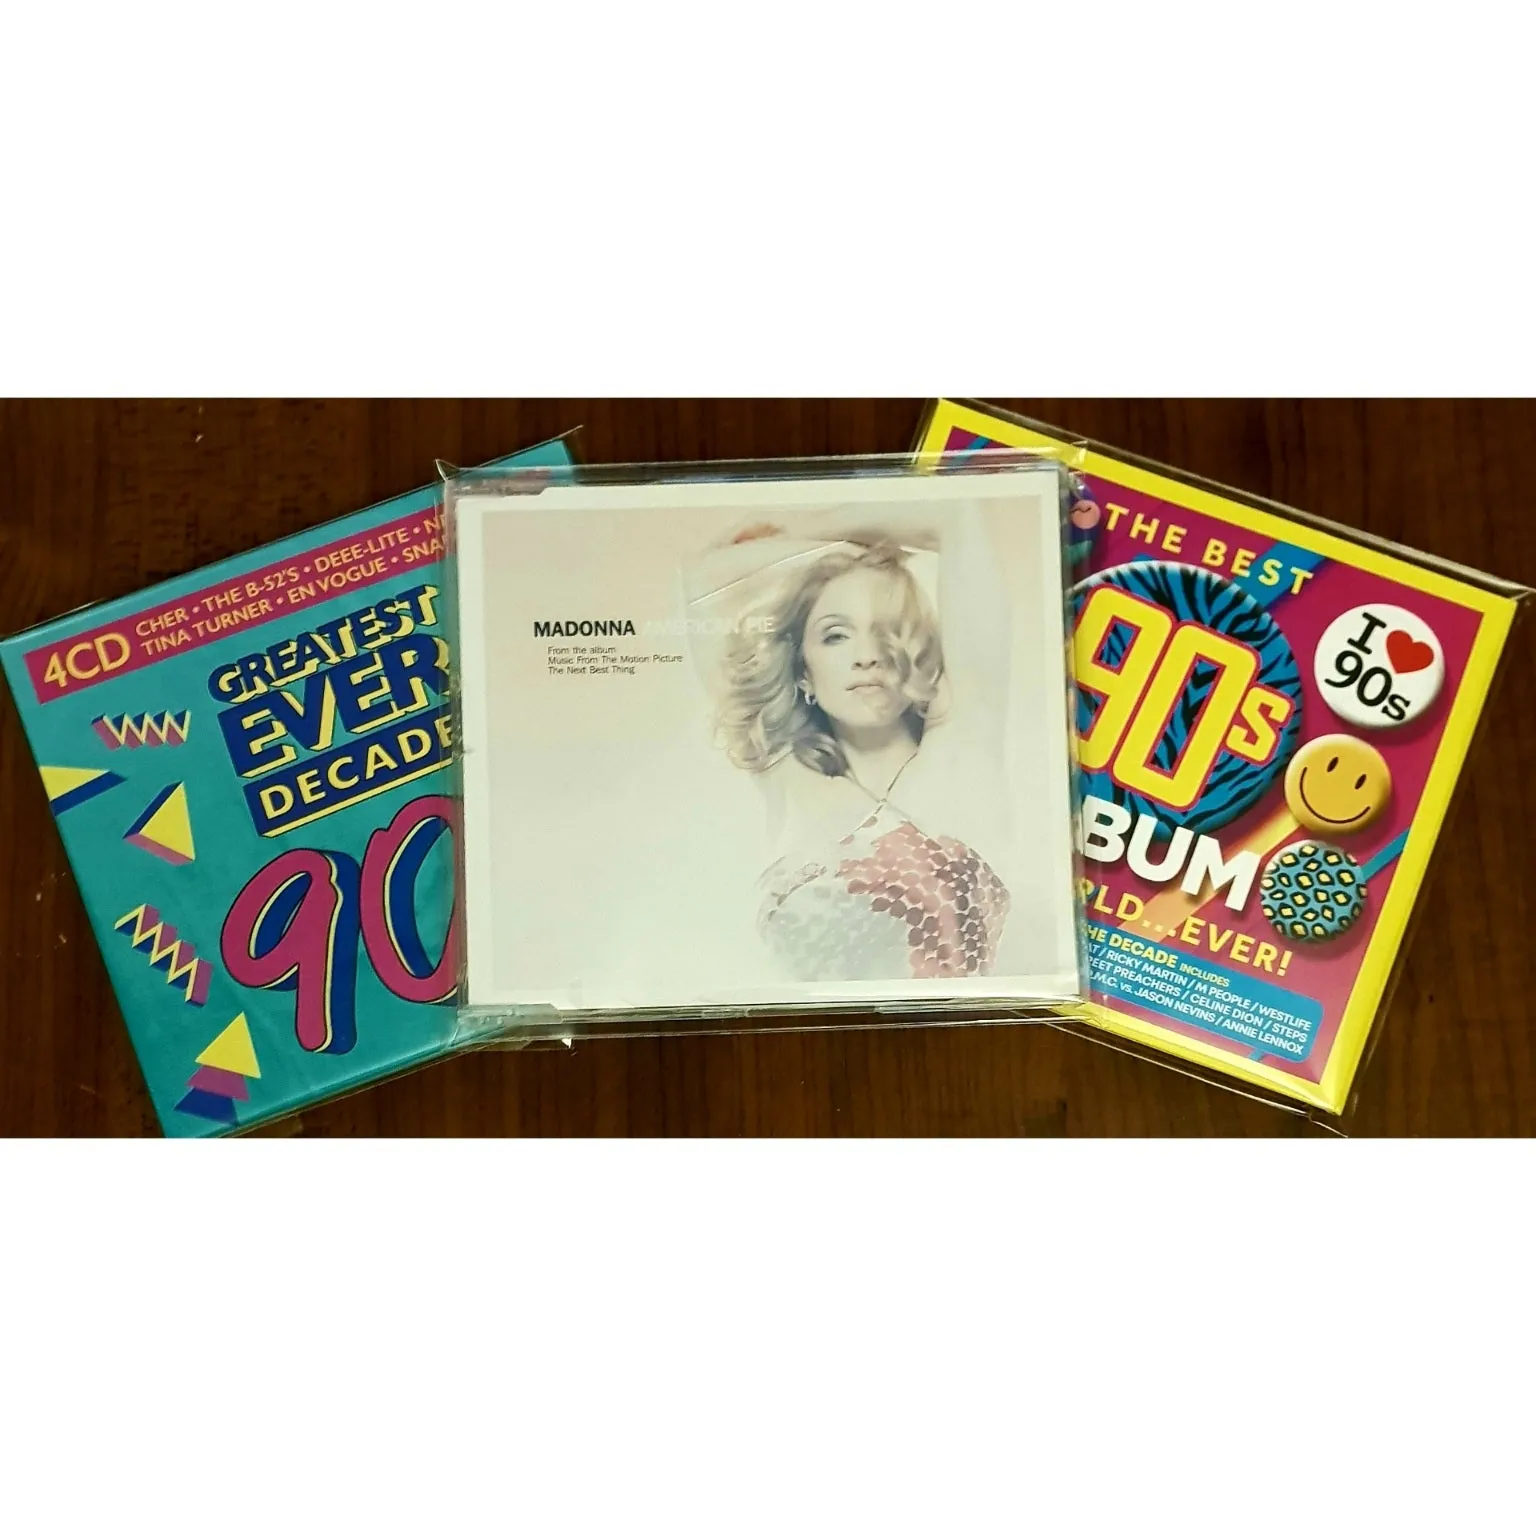 4CD
CHER • THE B-52'S • DEEE-LITE •
TINA TURNER • EN VOGUE •
GREATEST
EVER
DECADE
90
MADONNA AMERICAN PIE
From the album
Music From The Motion Picture
The Next Best Thing
THE BEST
90s
I
90s
EVER!
THE DECADE INCLUDES
/ RICKY MARTIN / M PEOPLE / WESTLIFE
PREACHERS / CELINE DION / STEPS
VS. JASON NEVINS / ANNIE LENNOX